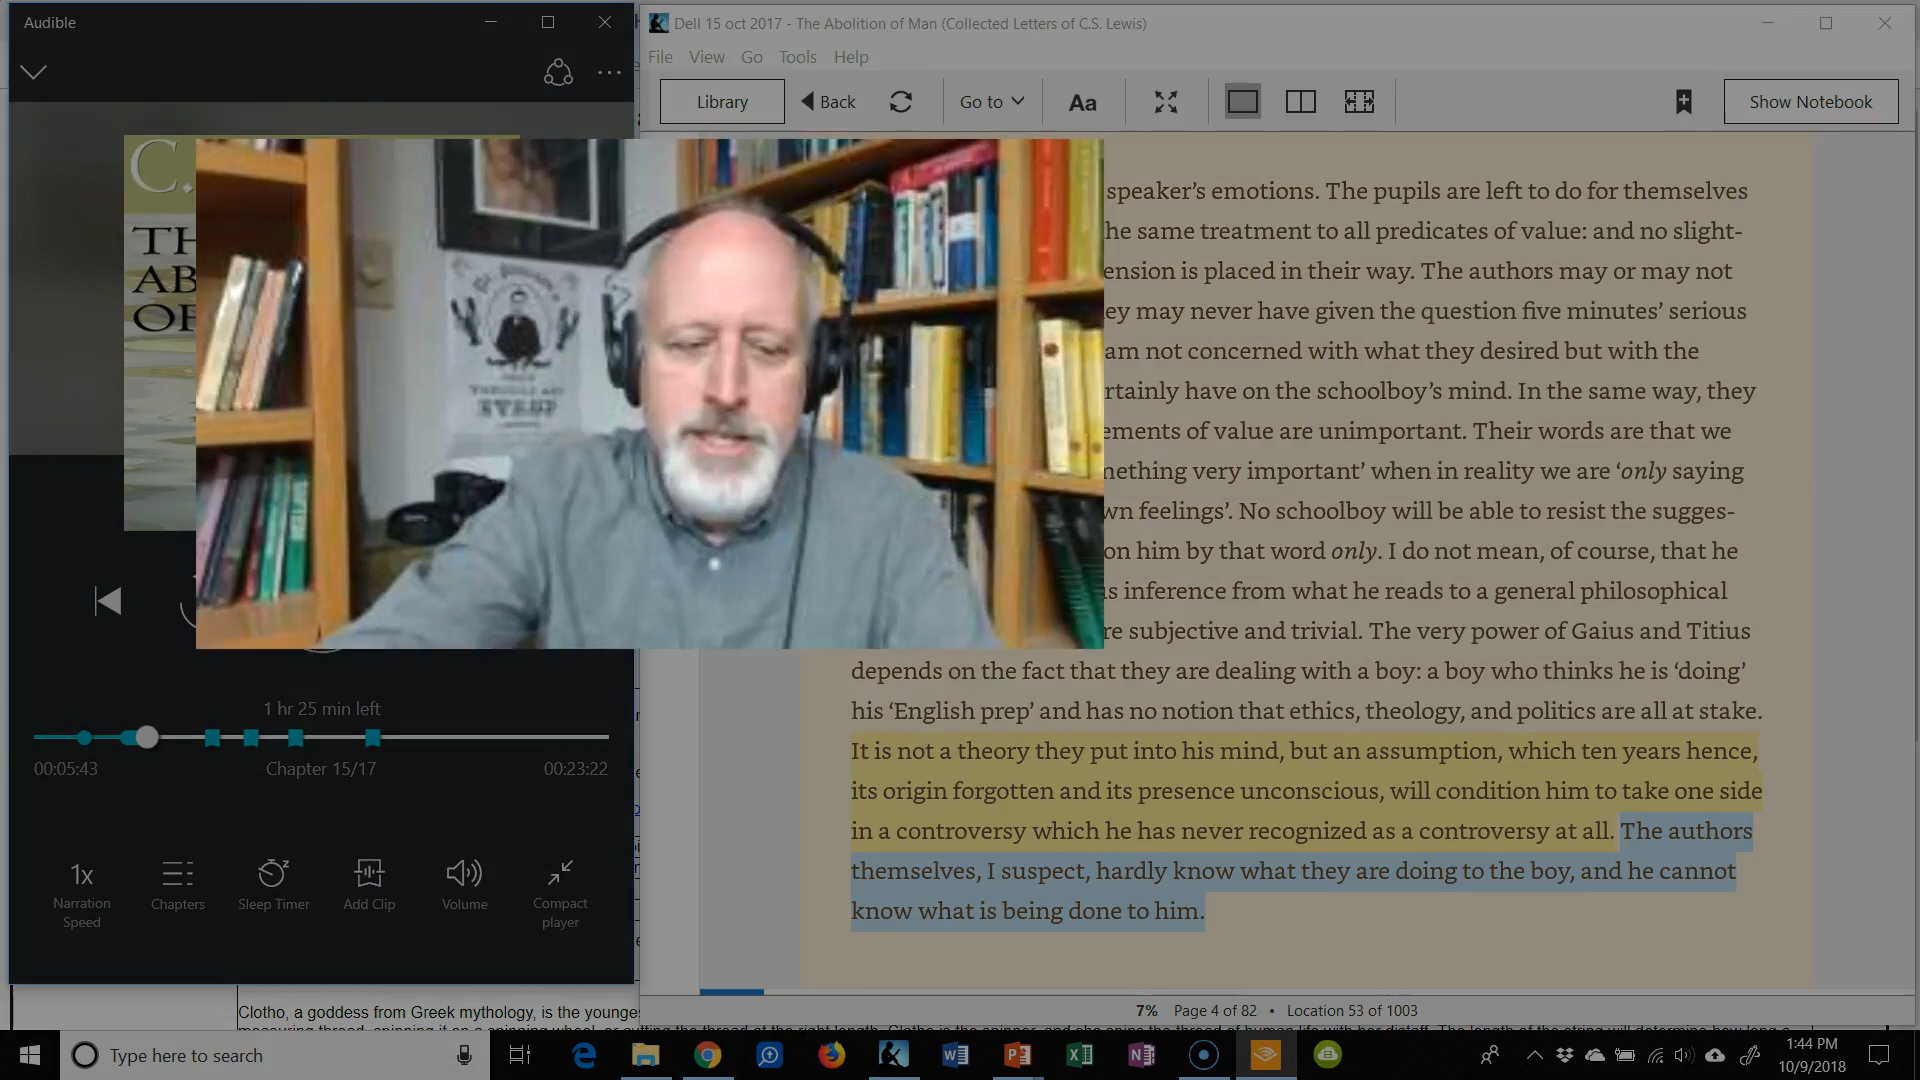 Audible
C.
TH
AB
OF
1 hr 25 min left
00:05:43
Chapter 15/17
00:23:22
1x
Narration
Speed
Chapters
Sleep Timer
Add Clip
Volume
Compact
player
Dell 15 oct 2017 - The Abolition of Man (Collected Letters of C.S. Lewis)
File View Go Tools Help
Library
Back
Go to
Aa
Show Notebook
speaker’s emotions. The pupils are left to do for themselves
he same treatment to all predicates of value: and no slight-
ension is placed in their way. The authors may or may not
ey may never have given the question five minutes’ serious
am not concerned with what they desired but with the
rtainly have on the schoolboy’s mind. In the same way, they
ements of value are unimportant. Their words are that we
nething very important’ when in reality we are ‘only saying
wn feelings’. No schoolboy will be able to resist the sugges-
on him by that word only. I do not mean, of course, that he
is inference from what he reads to a general philosophical
re subjective and trivial. The very power of Gaius and Titius
depends on the fact that they are dealing with a boy: a boy who thinks he is ‘doing’
his ‘English prep’ and has no notion that ethics, theology, and politics are all at stake.
It is not a theory they put into his mind, but an assumption, which ten years hence,
its origin forgotten and its presence unconscious, will condition him to take one side
in a controversy which he has never recognized as a controversy at all. The authors
themselves, I suspect, hardly know what they are doing to the boy, and he cannot
know what is being done to him.
7% Page 4 of 82 • Location 53 of 1003
Clotho, a goddess from Greek mythology, is the younges
Type here to search
1:44 PM
10/9/2018